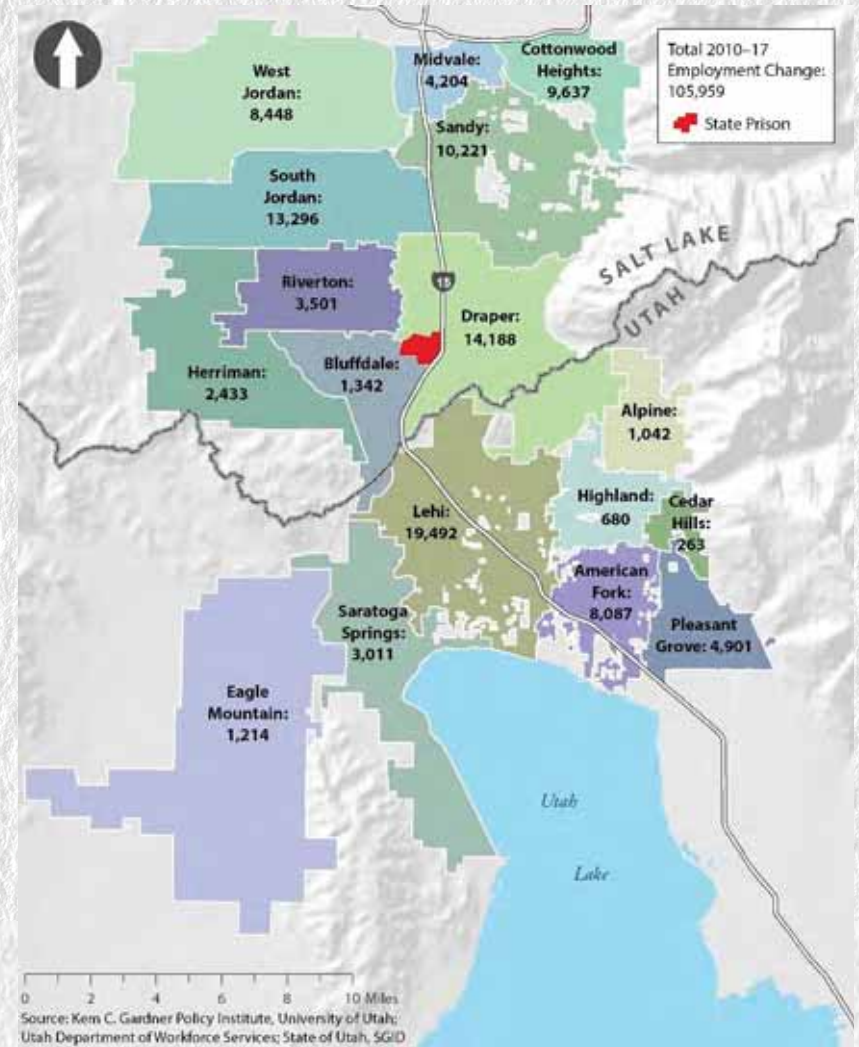 West
Jordan:
8,448
Midvale:
4,204
Cottonwood
Heights:
9,637
Total 2010–17
Employment Change:
105,959
State Prison
Sandy:
10,221
South
Jordan:
13,296
SALT LAKE
UTAH
Riverton:
3,501
15
Draper:
14,188
Herriman:
2,433
Bluffdale:
1,342
Alpine:
1,042
Highland:
680
Cedar
Hills:
263
Lehi:
19,492
American
Fork:
8,087
Pleasant
Grove: 4,901
Saratoga
Springs:
3,011
Eagle
Mountain:
1,214
Utah
Lake
0 2 4 6 8 10 Miles
Source: Kem C. Gardner Policy Institute, University of Utah;
Utah Department of Workforce Services; State of Utah, SGID